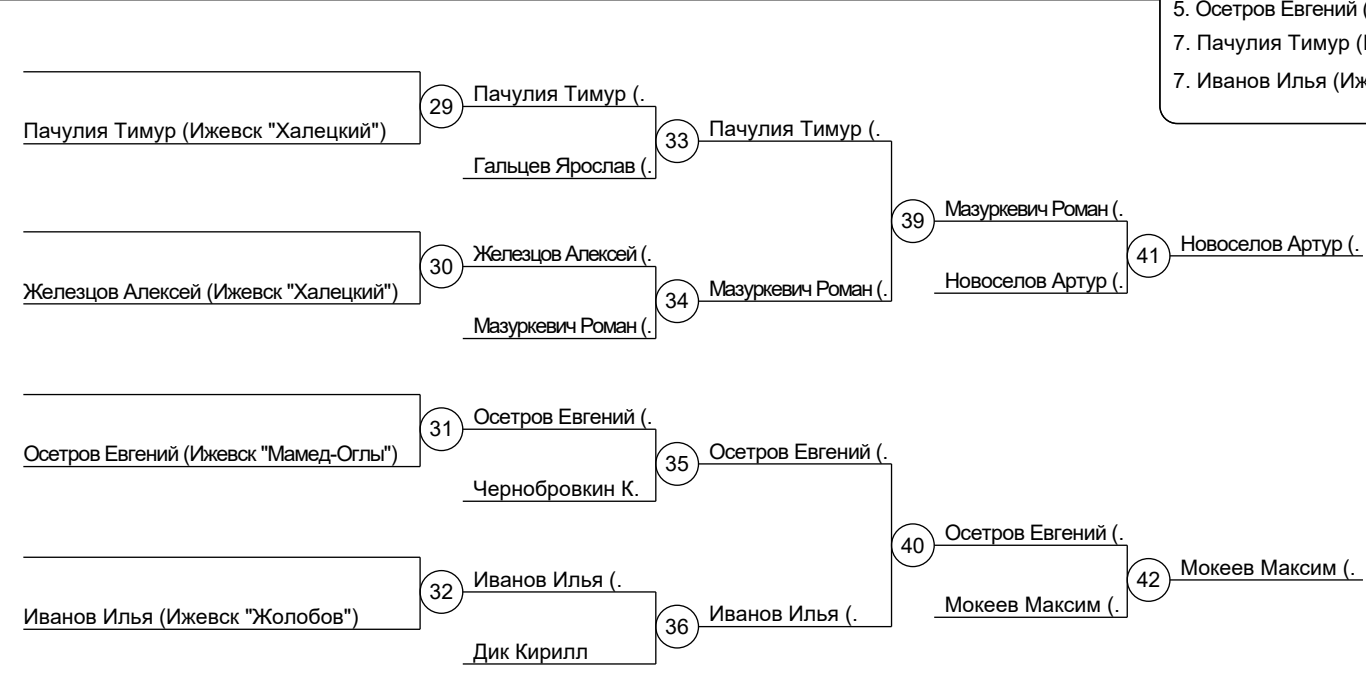 5. Осетров Евгений (
7. Пачулия Тимур (
7. Иванов Илья (Иж
Пачулия Тимур (Ижевск "Халецкий")
29
Пачулия Тимур (.
Гальцев Ярослав (.
33
Пачулия Тимур (.
Железцов Алексей (Ижевск "Халецкий")
30
Железцов Алексей (.
Мазуркевич Роман (.
34
Мазуркевич Роман (.
39
Мазуркевич Роман (.
Новоселов Артур (.
41
Новоселов Артур (.
Осетров Евгений (Ижевск "Мамед-Оглы")
31
Осетров Евгений (.
Чернобровкин К.
35
Осетров Евгений (.
Иванов Илья (Ижевск "Жолобов")
32
Иванов Илья (.
Дик Кирилл
36
Иванов Илья (.
40
Осетров Евгений (.
Мокеев Максим (.
42
Мокеев Максим (.